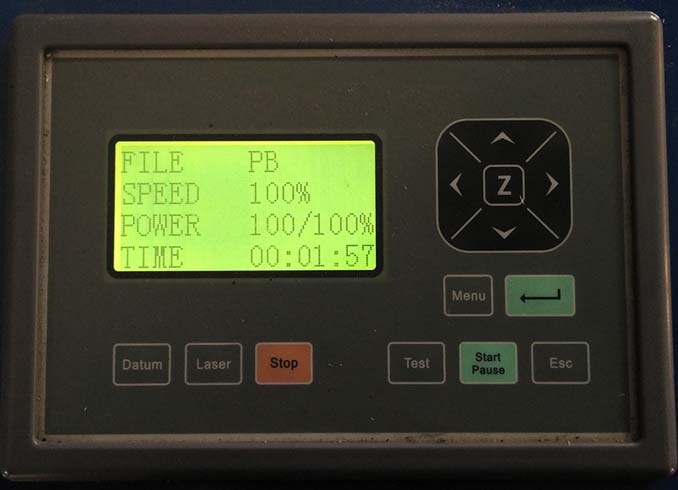 FILE PB
SPEED 100%
POWER 100/100%
TIME 00:01:57
Z
Menu
Datum Laser Stop Test Start Pause Esc